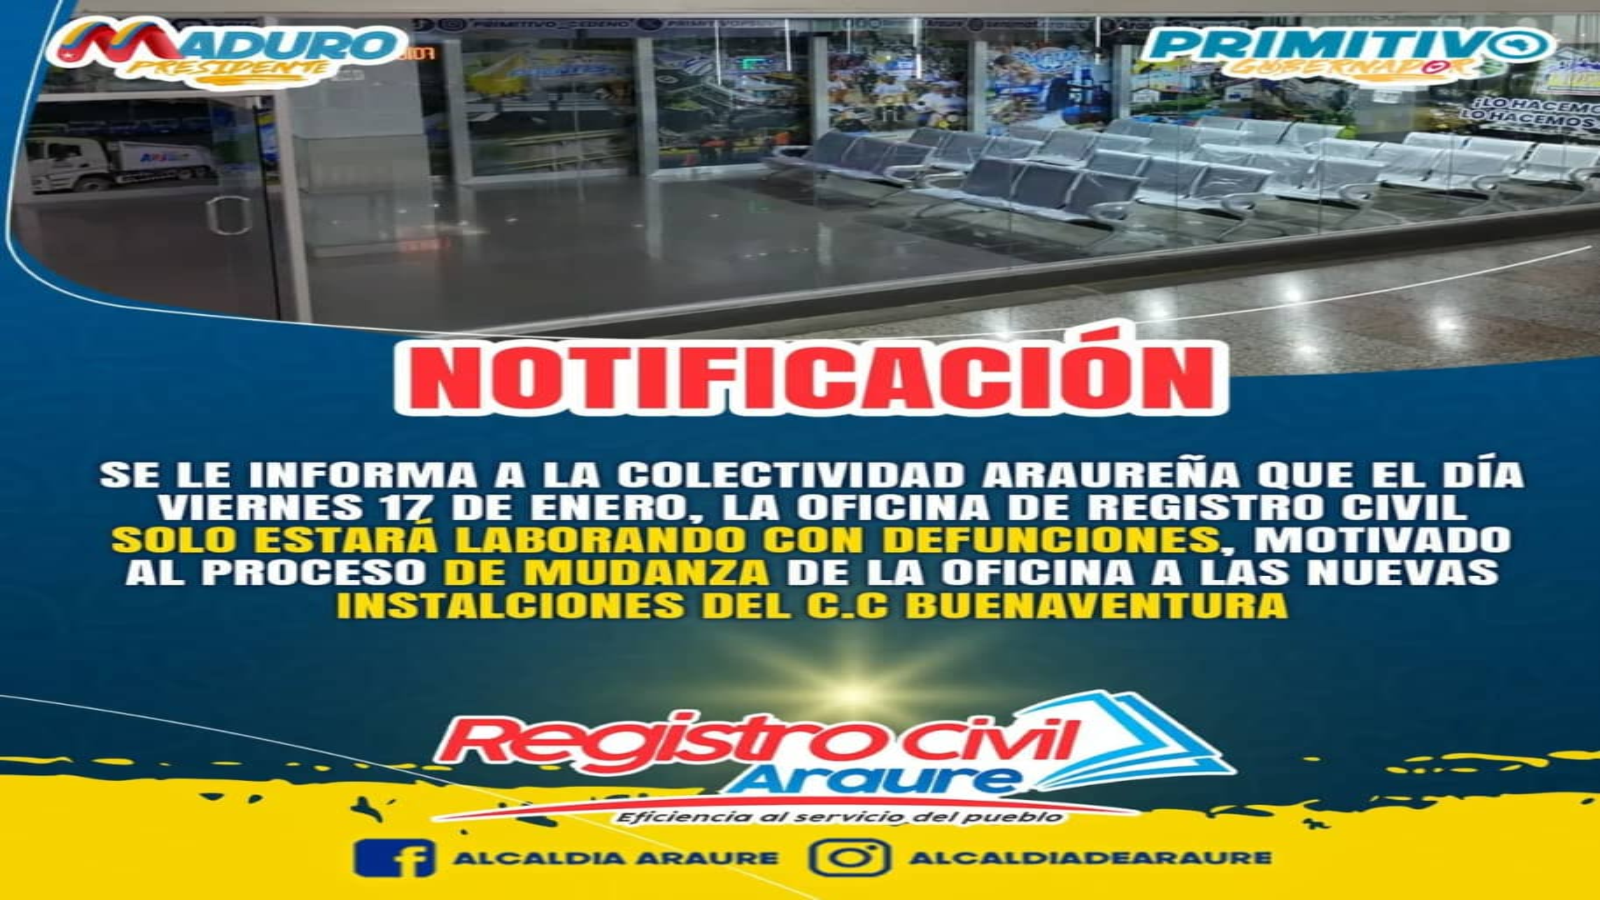 PRIMITIVO_CEDENO
MADURO
PRESIDENTE
PRIMITIVO
GOBERNADOR
¡LO HACEMO
LO HACEMOS
NOTIFICACIÓN
SE LE INFORMA A LA COLECTIVIDAD ARAUREÑA QUE EL DÍA
VIERNES 17 DE ENERO, LA OFICINA DE REGISTRO CIVIL
SOLO ESTARÁ LABORANDO CON DEFUNCIONES, MOTIVADO
AL PROCESO DE MUDANZA DE LA OFICINA A LAS NUEVAS
INSTALCIONES DEL C.C BUENAVENTURA
Registro civil
Araure
Eficiencia al servicio del pueblo
ALCALDIA ARAURE
ALCALDIADEARAURE